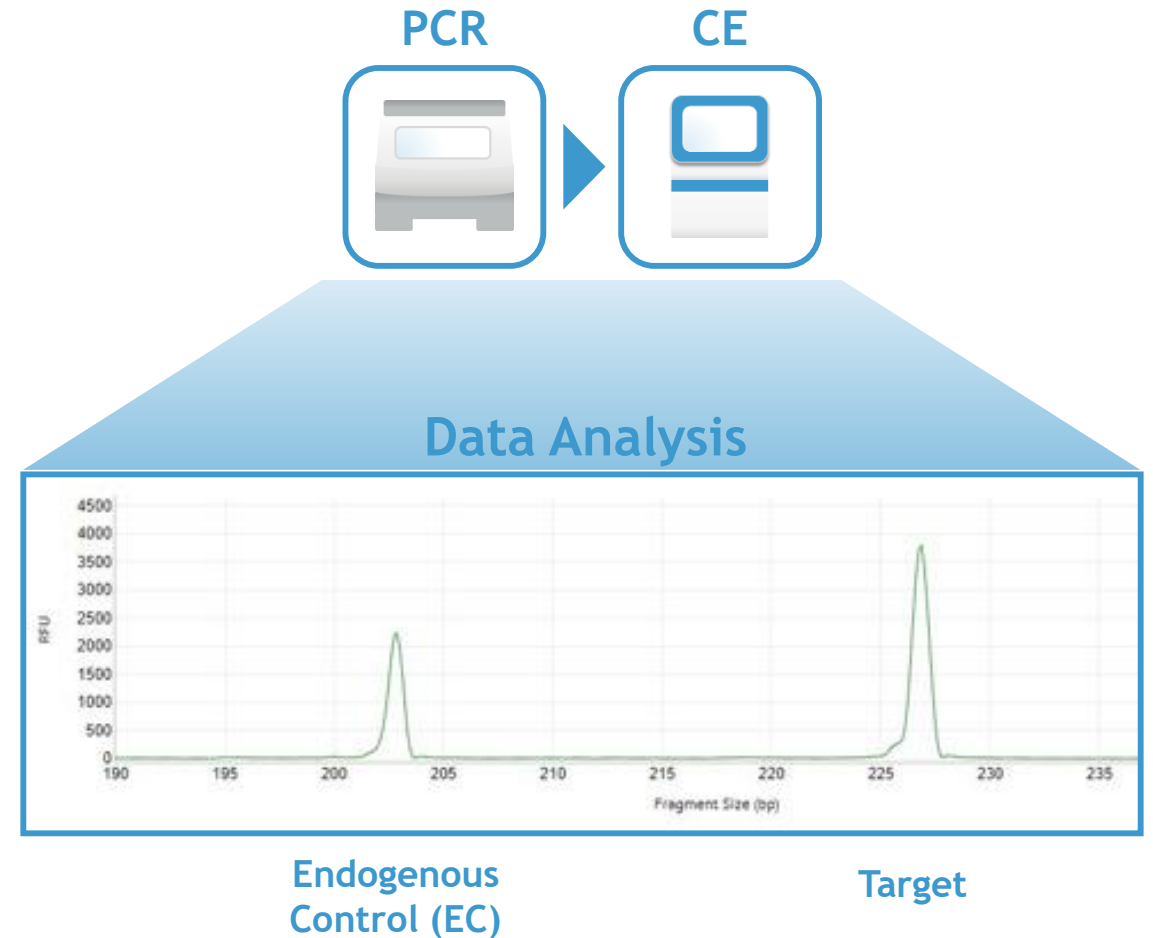 PCR CE
Data Analysis
4500
4000
3500
3000
2500
2000
1500
1000
500
0
RFU
190 195 200 205 210 215 220 225 230 235
Fragment Size (bp)
Endogenous
Control (EC)
Target